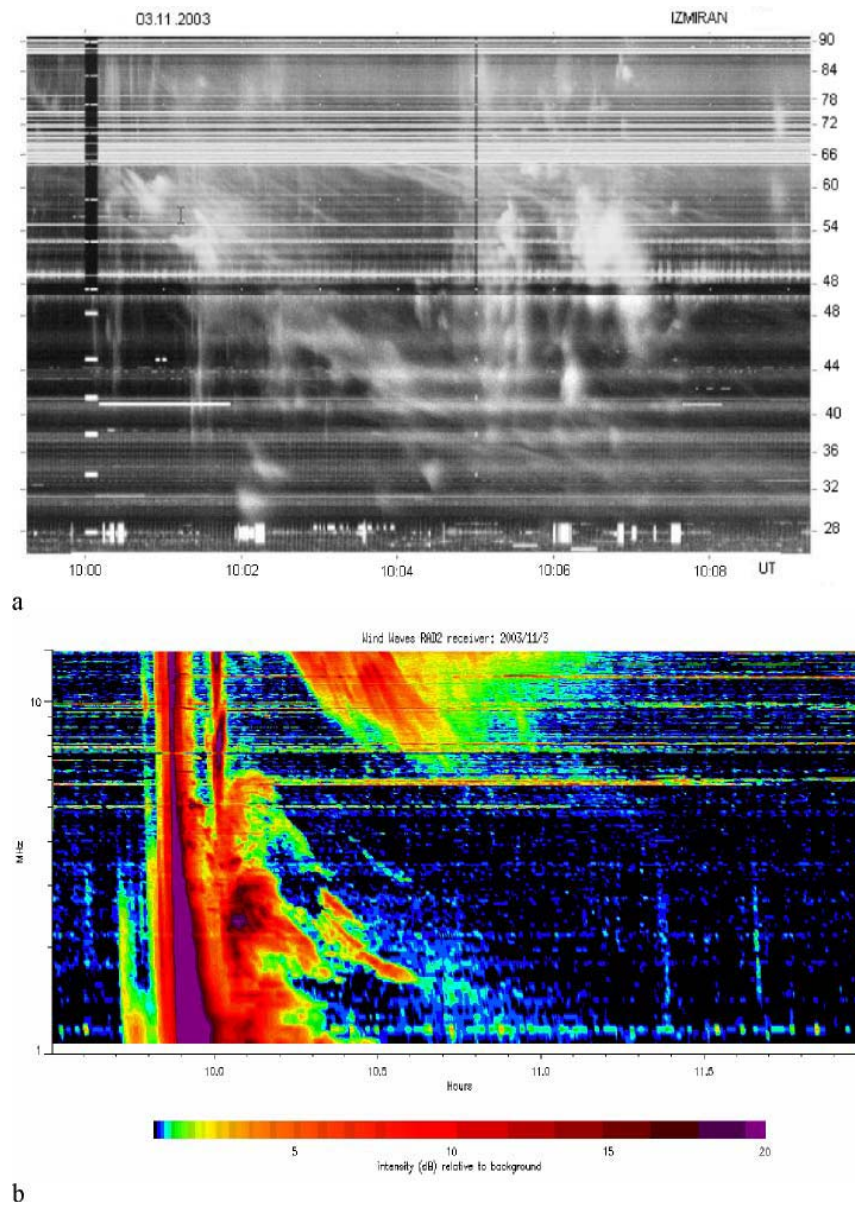 03.11.2003 IZMIRAN
90
84
78
72
66
60
54
48
48
44
40
36
32
28
10:00 10:02 10:04 10:06 10:08 UT
a
Wind Waves RAD2 receiver: 2003/11/3
10
MHz
1
10.0 10.5 11.0 11.5
Hours
5 10 15 20
intensity (dB) relative to background
b